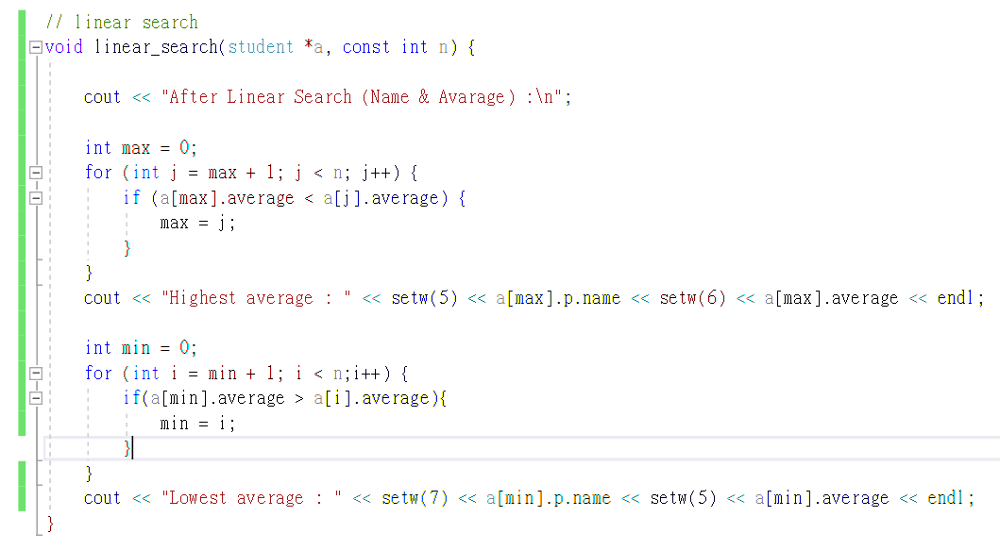 // linear search
void linear_search(student *a, const int n) {
cout << "After Linear Search (Name & Avarage) :\n";
int max = 0;
for (int j = max + 1; j < n; j++) {
if (a[max].average < a[j].average) {
max = j;
}
}
cout << "Highest average : " << setw(5) << a[max].p.name << setw(6) << a[max].average << endl;
int min = 0;
for (int i = min + 1; i < n;i++) {
if(a[min].average > a[i].average){
min = i;
}
}
cout << "Lowest average : " << setw(7) << a[min].p.name << setw(5) << a[min].average << endl;
}